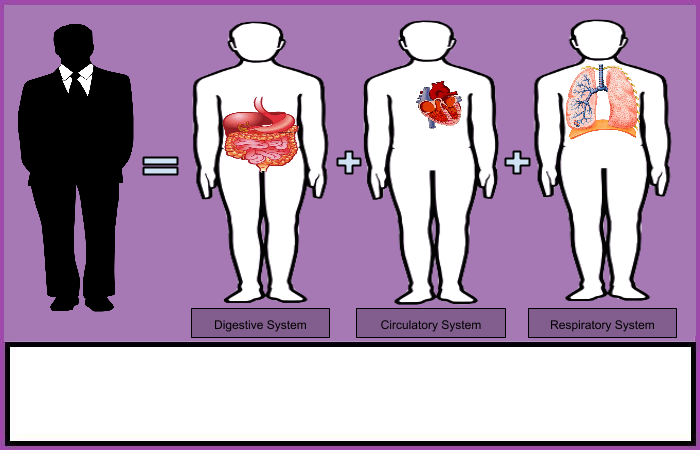 Digestive System
Circulatory System
Respiratory System